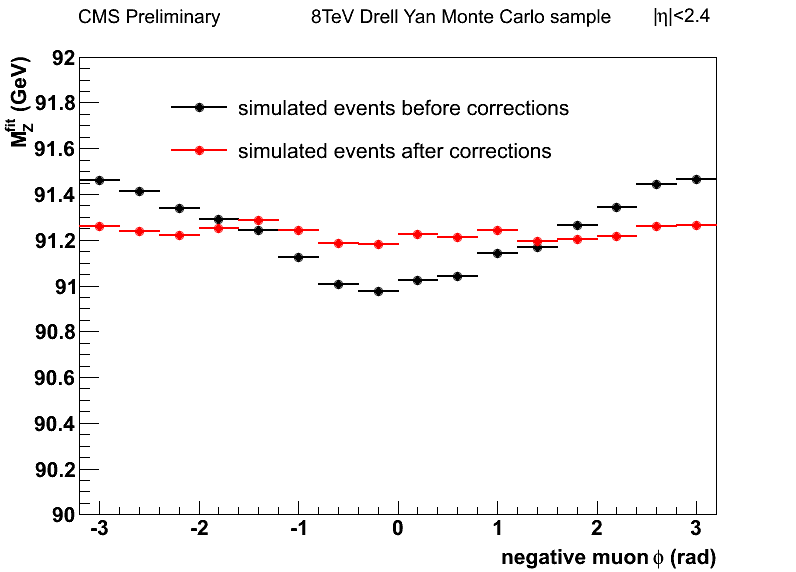 CMS Preliminary 8TeV Drell Yan Monte Carlo sample |η|<2.4
M_Z^fit (GeV)
simulated events before corrections
simulated events after corrections
92
91.8
91.6
91.4
91.2
91
90.8
90.6
90.4
90.2
90
-3 -2 -1 0 1 2 3
negative muon ϕ (rad)